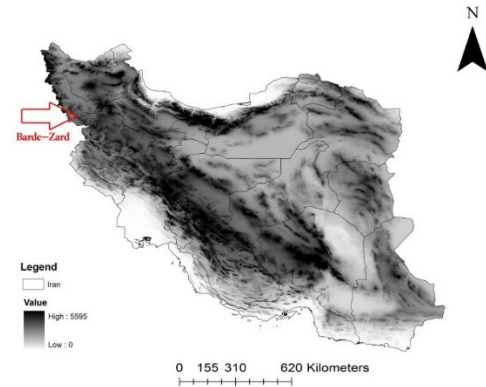 N
Barde-Zard
Legend
Iran
Value
High : 5595
Low : 0
0 155 310 620 Kilometers